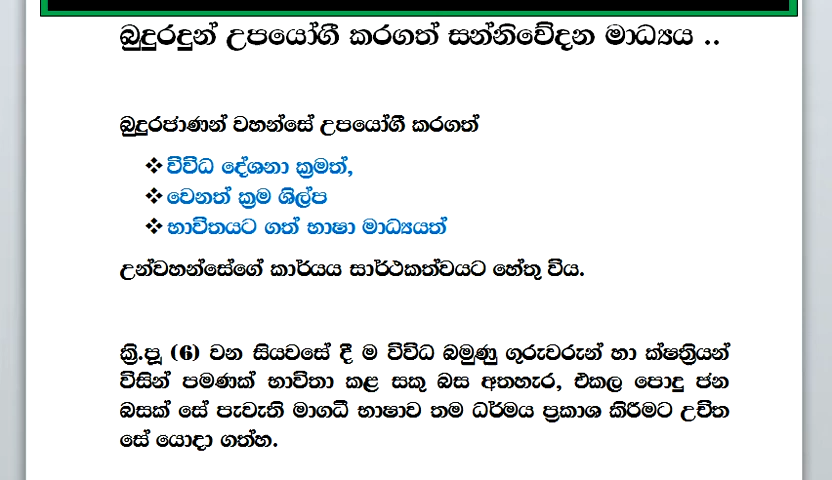 බුදුරදුන් උපයෝගී කරගත් සන්නිවේදන මාධ්‍යය ..
බුදුරජාණන් වහන්සේ උපයෝගී කරගත්
❖ විවිධ දේශනා ක්‍රමත්,
❖ වෙනත් ක්‍රම ශිල්ප
❖ භාවිතයට ගත් භාෂා මාධ්‍යයත්
උන්වහන්සේගේ කාර්යය සාර්ථකත්වයට හේතු විය.
ක්‍රි.පූ (6) වන සියවසේ දී ම විවිධ බමුණු ගුරුවරුන් හා ක්ෂත්‍රියන්
විසින් පමණක් භාවිතා කළ සකු බස අතහැර, එකල පොදු ජන
බසක් සේ පැවැති මාගධී භාෂාව තම ධර්මය ප්‍රකාශ කිරීමට උචිත
සේ යොදා ගත්හ.